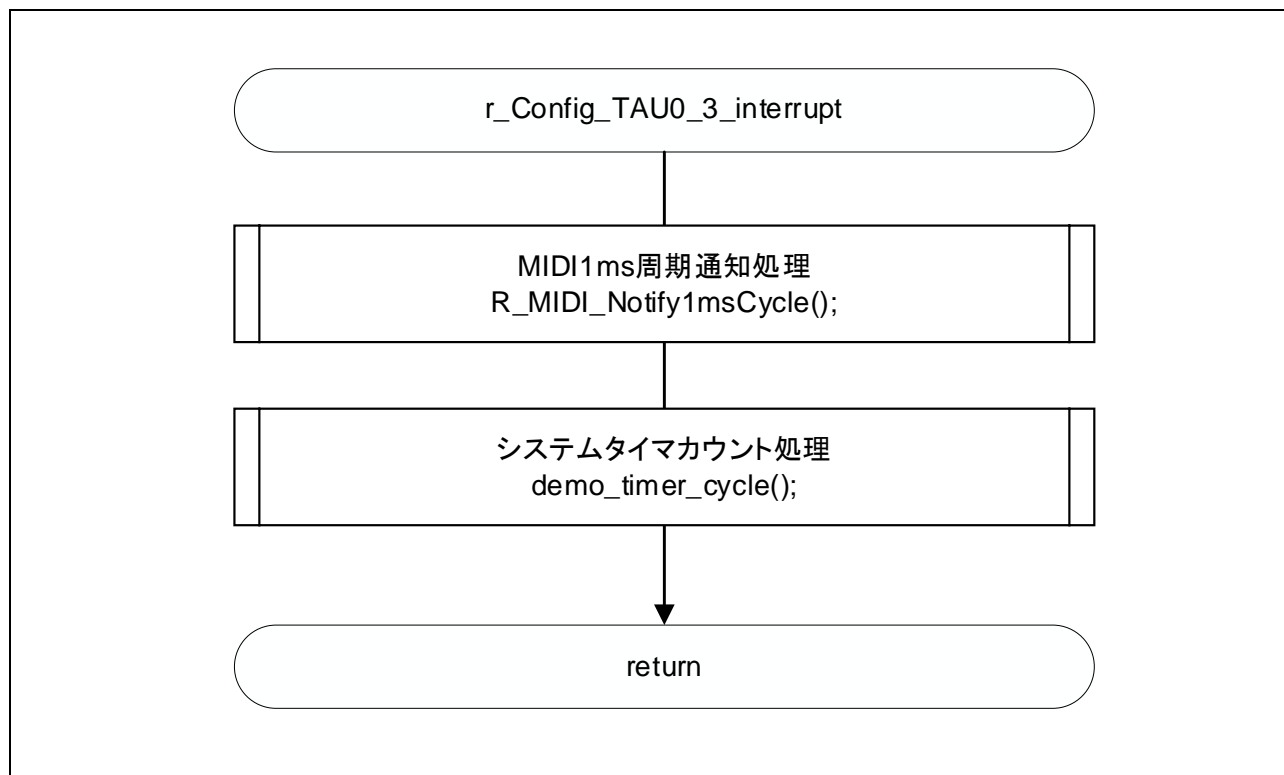 r_Config_TAU0_3_interrupt
MIDI1ms周期通知処理
R_MIDI_Notify1msCycle();
システムタイマカウント処理
demo_timer_cycle();
return